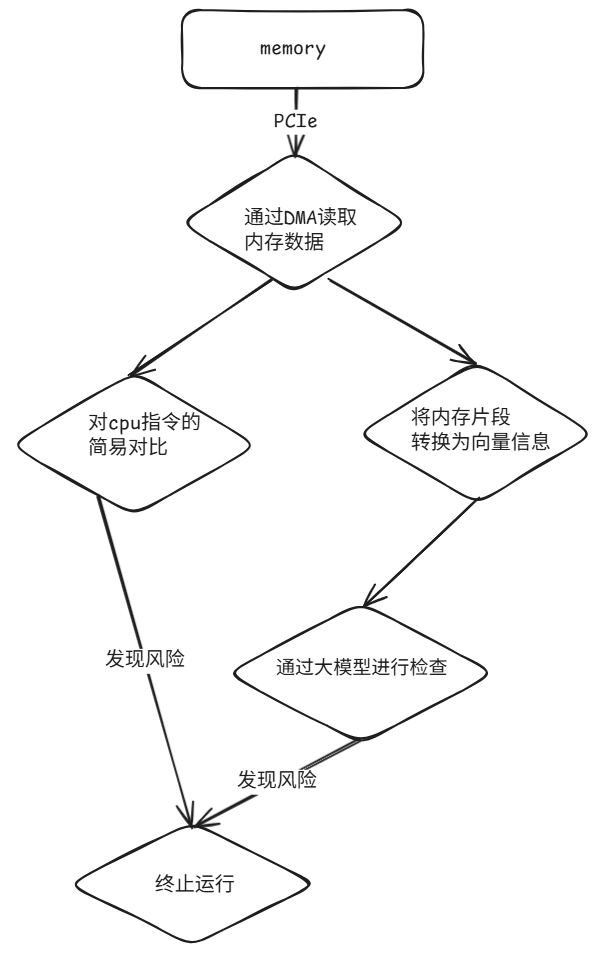 memory
PCIe
通过DMA读取
内存数据
对cpu指令的
简易对比
将内存片段
转换为向量信息
发现风险
通过大模型进行检查
发现风险
终止运行